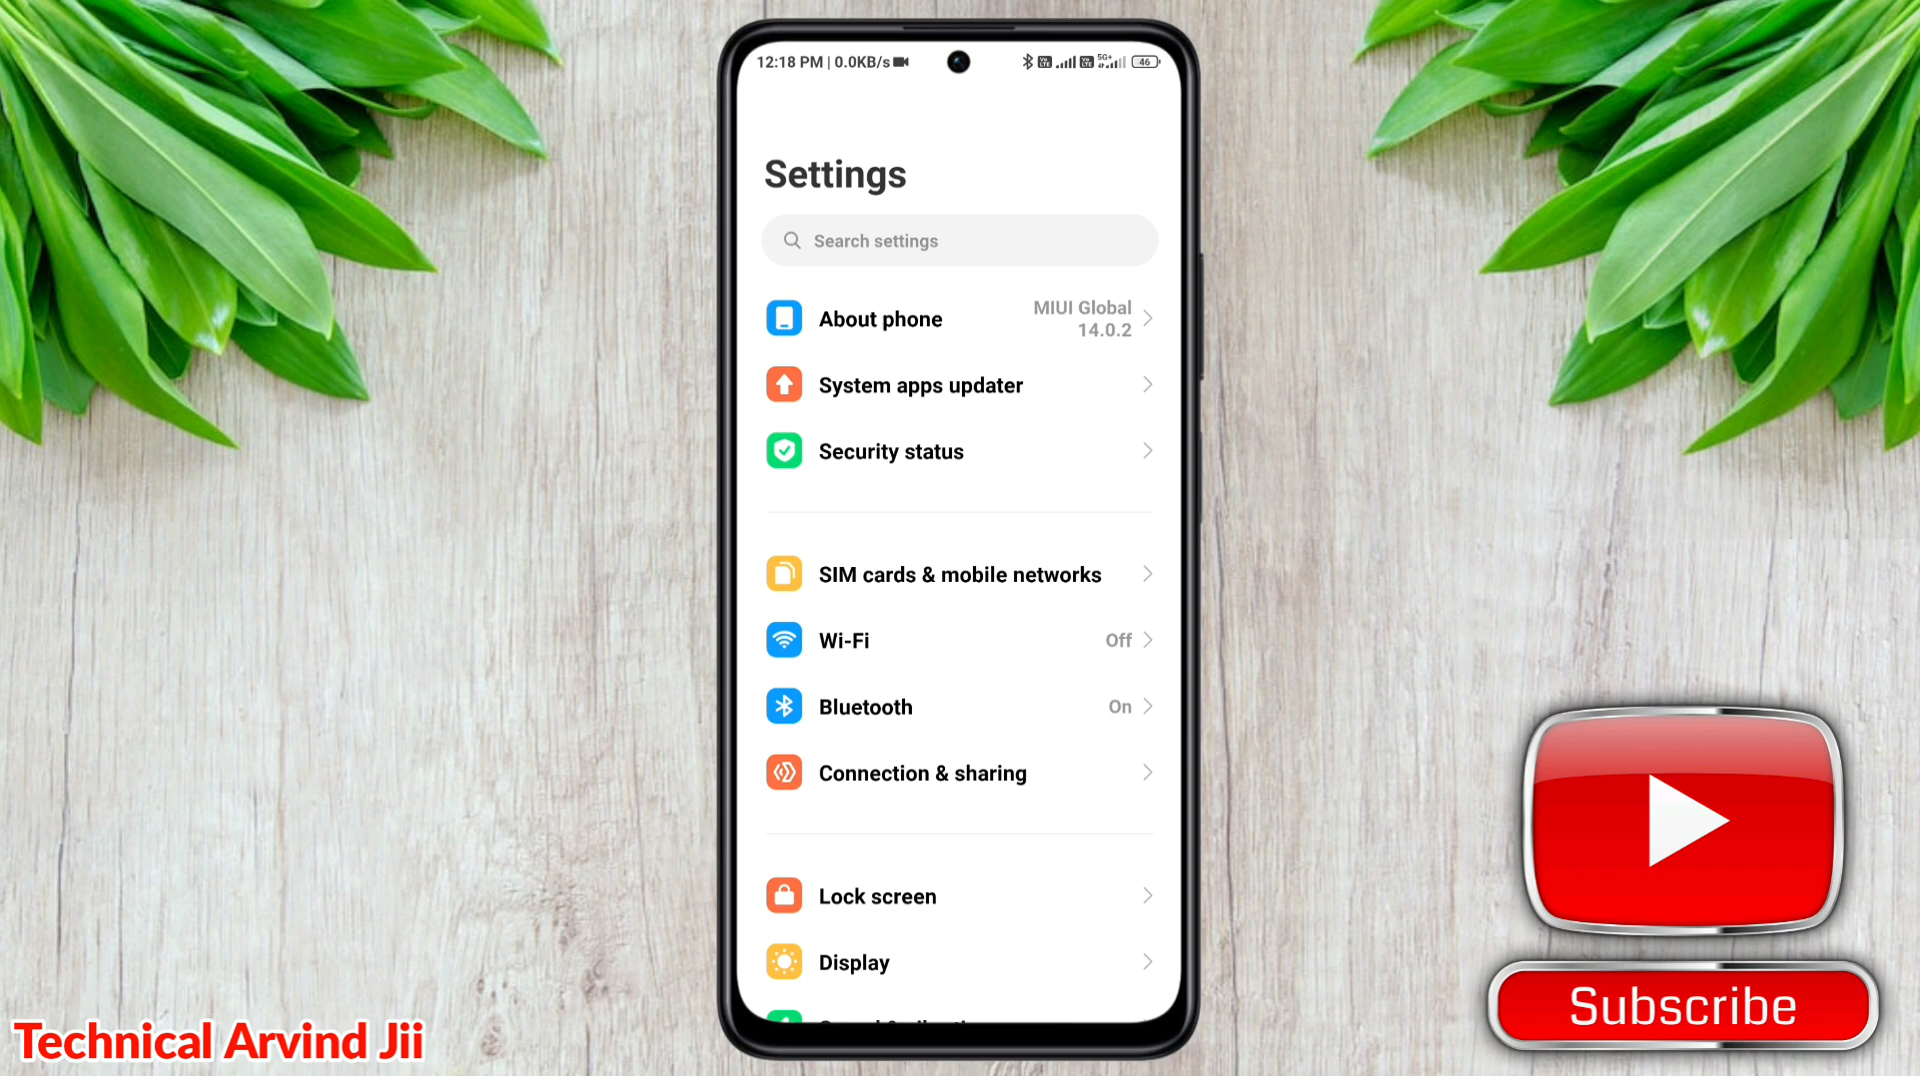 12:18 PM | 0.0KB/s
5G+
46
Settings
Search settings
About phone
MIUI Global
14.0.2
System apps updater
Security status
SIM cards & mobile networks
Wi-Fi
Off
Bluetooth
On
Connection & sharing
Lock screen
Display
Subscribe
Technical Arvind Jii